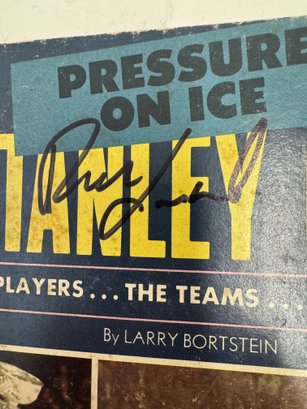 PRESSURE
ON ICE
TANLEY
PLAYERS... THE TEAMS...
By LARRY BORTSTEIN